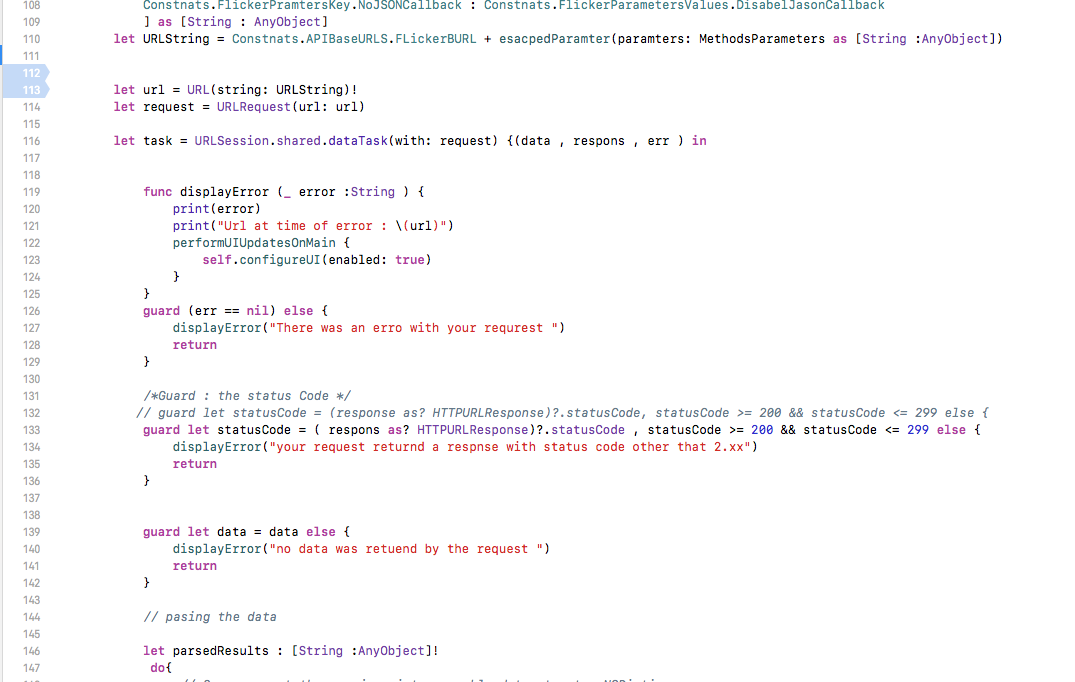 108 Constnats.FlickerPramtersKey.NoJSONCallback : Constnats.FlickerParametersValues.DisabelJasonCallback
109 ] as [String : AnyObject]
110 let URLString = Constnats.APIBaseURLS.FLickerBURL + esacpedParamter(paramters: MethodsParameters as [String :AnyObject])
111
112
113 let url = URL(string: URLString)!
114 let request = URLRequest(url: url)
115
116 let task = URLSession.shared.dataTask(with: request) {(data , respons , err ) in
117
118
119 func displayError (_ error :String ) {
120 print(error)
121 print("Url at time of error : \(url)")
122 performUIUpdatesOnMain {
123 self.configureUI(enabled: true)
124 }
125 }
126 guard (err == nil) else {
127 displayError("There was an erro with your requrest ")
128 return
129 }
130
131 /*Guard : the status Code */
132 // guard let statusCode = (response as? HTTPURLResponse)?.statusCode, statusCode >= 200 && statusCode <= 299 else {
133 guard let statusCode = ( respons as? HTTPURLResponse)?.statusCode , statusCode >= 200 && statusCode <= 299 else {
134 displayError("your request returnd a respnse with status code other that 2.xx")
135 return
136 }
137
138
139 guard let data = data else {
140 displayError("no data was retuend by the request ")
141 return
142 }
143
144 // pasing the data
145
146 let parsedResults : [String :AnyObject]!
147 do{